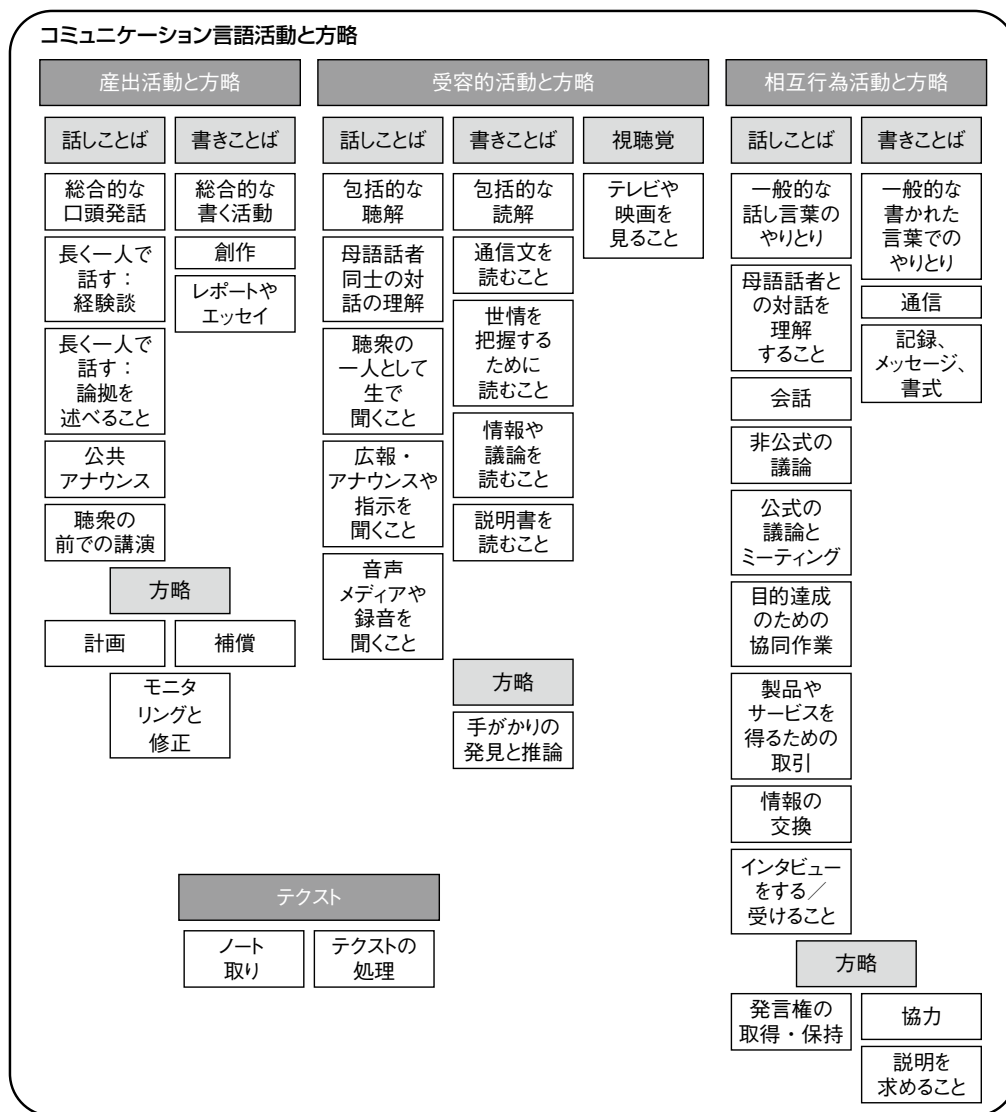 コミュニケーション言語活動と方略
産出活動と方略
話しことば
総合的な
口頭発話
長く一人で
話す：
経験談
長く一人で
話す：
論拠を
述べること
公共
アナウンス
聴衆の
前での講演
書きことば
総合的な
書く活動
創作
レポートや
エッセイ
方略
計画
補償
モニタ
リングと
修正
受容的活動と方略
話しことば
包括的な
聴解
母語話者
同士の対
話の理解
聴衆の
一人として
生で
聞くこと
広報・
アナウンスや
指示を
聞くこと
音声
メディアや
録音を
聞くこと
書きことば
包括的な
読解
通信文を
読むこと
世情を
把握する
ために
読むこと
情報や
議論を
読むこと
説明書を
読むこと
視聴覚
テレビや
映画を
見ること
方略
手がかりの
発見と推論
相互行為活動と方略
話しことば
一般的な
話し言葉の
やりとり
母語話者と
の対話を
理解
すること
会話
非公式の
議論
公式の
議論と
ミーティング
目的達成
のための
協同作業
製品や
サービスを
得るための
取引
情報の
交換
インタビュー
をする／
受けること
書きことば
一般的な
書かれた
言葉での
やりとり
通信
記録、
メッセージ、
書式
方略
発言権の
取得・保持
協力
説明を
求めること
テクスト
ノート
取り
テクストの
処理